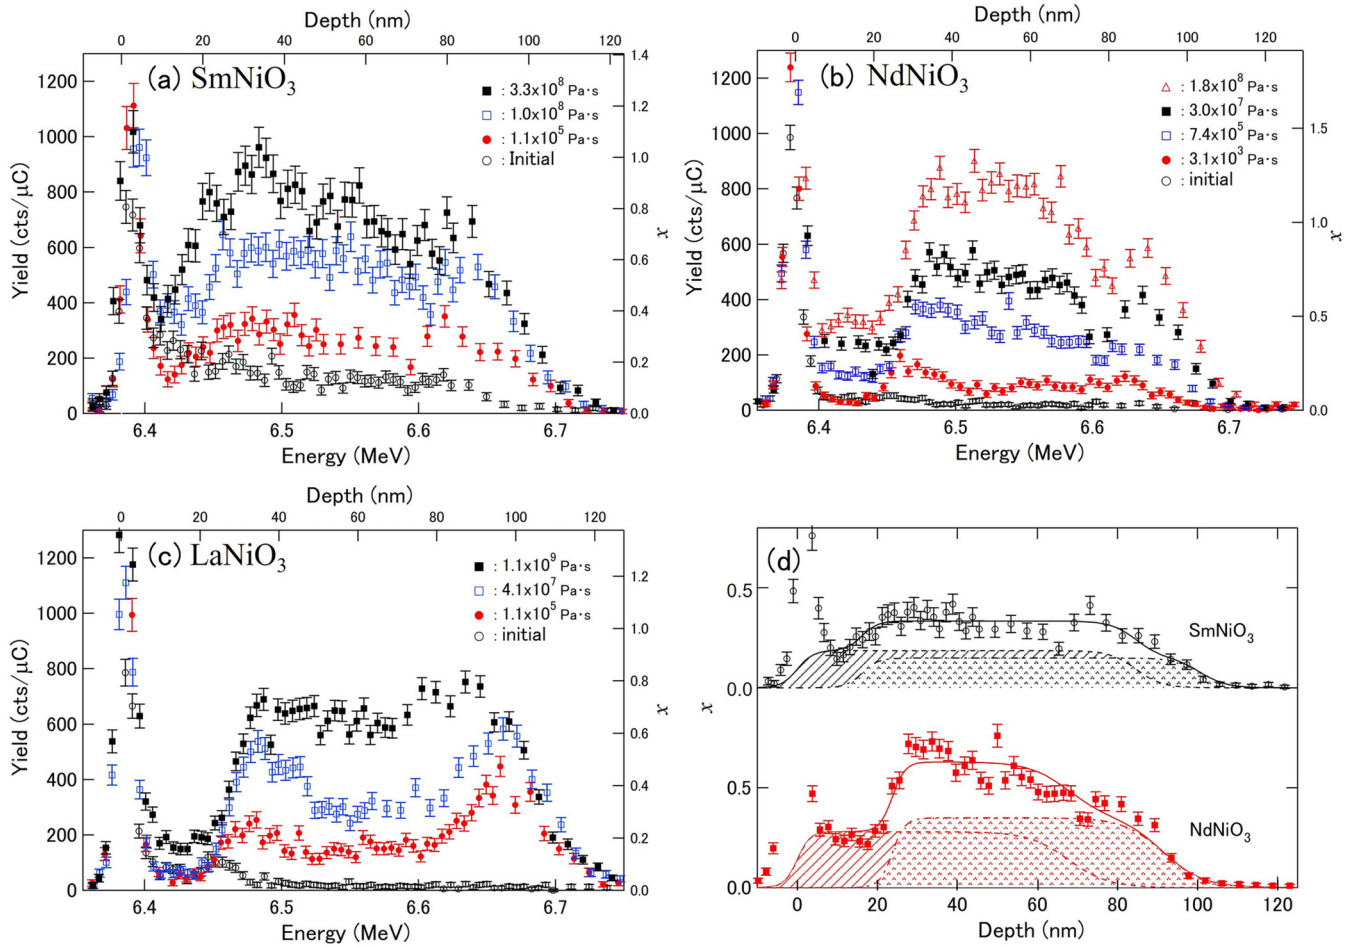 Depth (nm)
0 20 40 60 80 100 120
(a) SmNiO3
: 3.3x10^8 Pa·s
: 1.0x10^8 Pa·s
: 1.1x10^5 Pa·s
: Initial
Yield (cts/μC)
1200
1000
800
600
400
200
0
1.4
1.2
1.0
0.8
0.6
0.4
0.2
0.0
x
6.4 6.5 6.6 6.7
Energy (MeV)
Depth (nm)
0 20 40 60 80 100 120
(b) NdNiO3
: 1.8x10^8 Pa·s
: 3.0x10^7 Pa·s
: 7.4x10^5 Pa·s
: 3.1x10^3 Pa·s
: initial
Yield (cts/μC)
1200
1000
800
600
400
200
0
1.5
1.0
0.5
0.0
x
6.4 6.5 6.6 6.7
Energy (MeV)
Depth (nm)
0 20 40 60 80 100 120
(c) LaNiO3
: 1.1x10^9 Pa·s
: 4.1x10^7 Pa·s
: 1.1x10^5 Pa·s
: initial
Yield (cts/μC)
1200
1000
800
600
400
200
0
1.2
1.0
0.8
0.6
0.4
0.2
0.0
x
6.4 6.5 6.6 6.7
Energy (MeV)
(d)
0.5
SmNiO3
0.0
x
0.5
NdNiO3
0.0
0 20 40 60 80 100 120
Depth (nm)